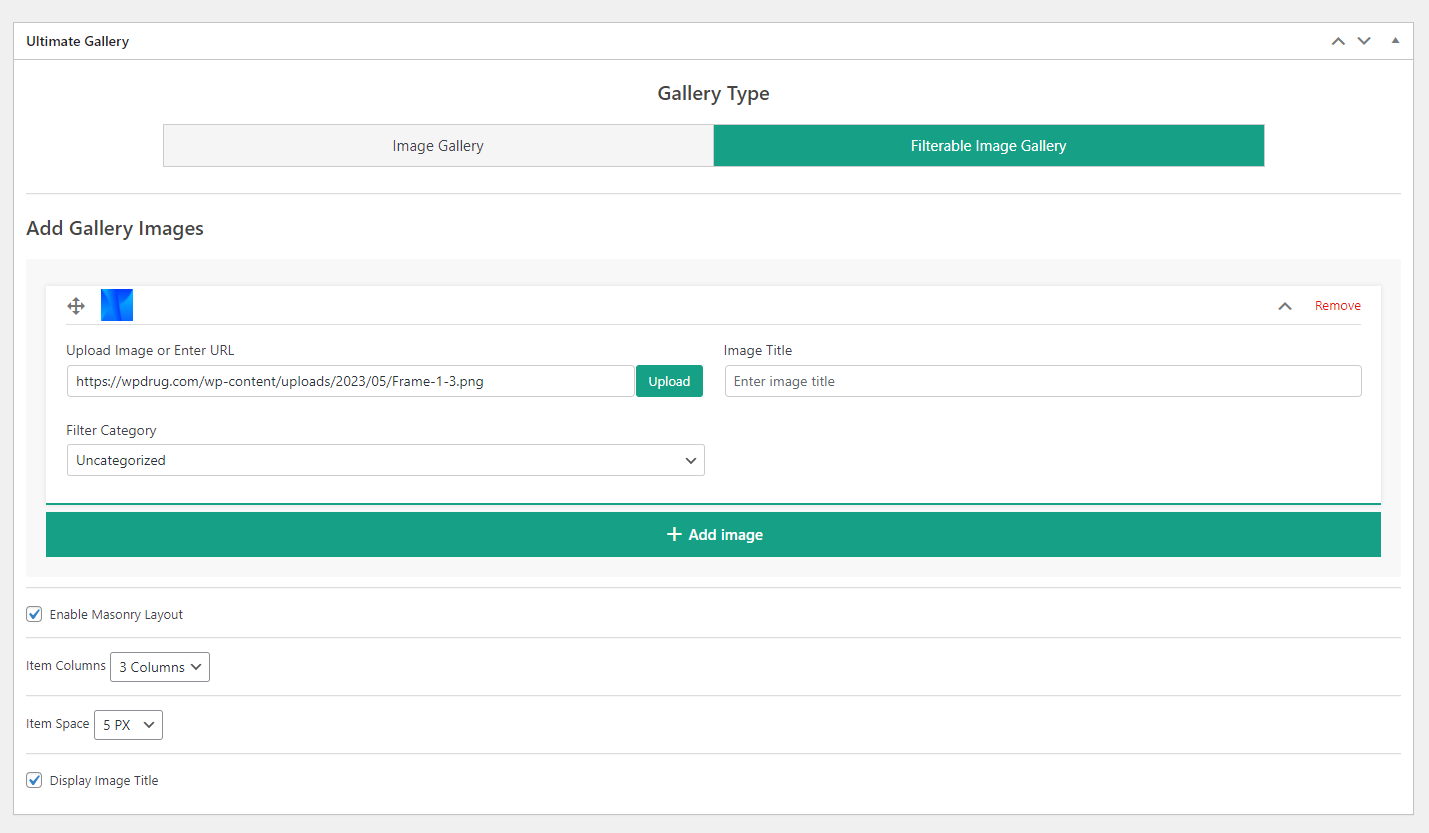 Ultimate Gallery
Gallery Type
Image Gallery
Filterable Image Gallery
Add Gallery Images
Remove
Upload Image or Enter URL
Image Title
https://wpdrug.com/wp-content/uploads/2023/05/Frame-1-3.png
Upload
Enter image title
Filter Category
Uncategorized
+ Add image
Enable Masonry Layout
Item Columns 3 Columns
Item Space 5 PX
Display Image Title